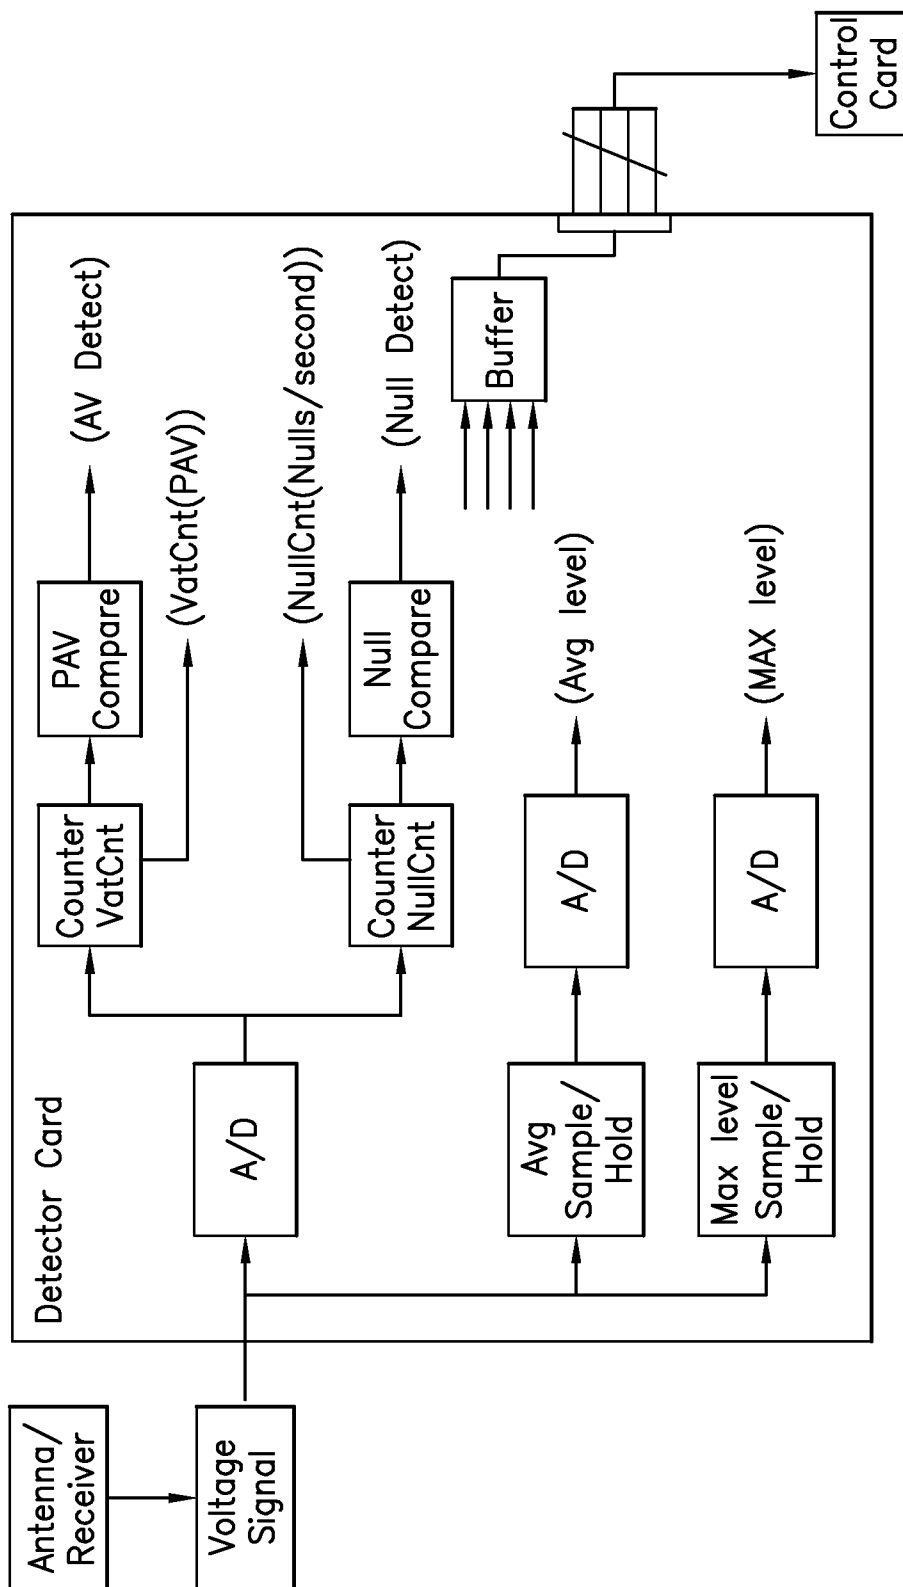 Antenna/
Receiver
Voltage
Signal
Detector Card
A/D
Counter
VatCnt
PAV
Compare
(AV Detect)
(VatCnt(PAV))
(NullCnt(Nulls/second))
Counter
NullCnt
Null
Compare
(Null Detect)
Buffer
Avg
Sample/
Hold
A/D
(Avg level)
Max level
Sample/
Hold
A/D
(MAX level)
Control
Card